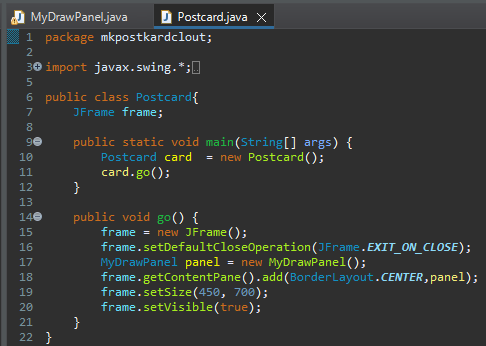 MyDrawPanel.java Postcard.java
1 package mkpostkardclout;
2
3 import javax.swing.*;
6 public class Postcard{
7 JFrame frame;
8
9 public static void main(String[] args) {
10 Postcard card = new Postcard();
11 card.go();
12 }
13
14 public void go() {
15 frame = new JFrame();
16 frame.setDefaultCloseOperation(JFrame.EXIT_ON_CLOSE);
17 MyDrawPanel panel = new MyDrawPanel();
18 frame.getContentPane().add(BorderLayout.CENTER,panel);
19 frame.setSize(450, 700);
20 frame.setVisible(true);
21 }
22 }